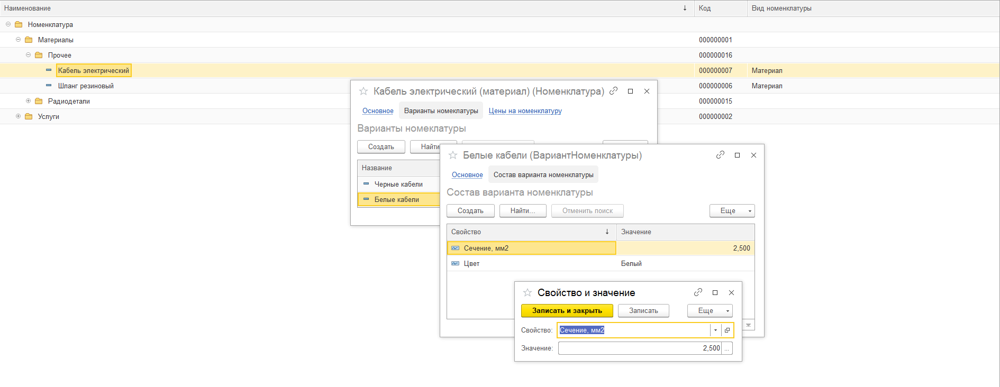 Наименование ↓ Код Вид номенклатуры
Номенклатура
Материалы 000000001
Прочее 000000016
Кабель электрический 000000007 Материал
Шланг резиновый 000000006 Материал
Радиодетали 000000015
Услуги 000000002
Кабель электрический (материал) (Номенклатура)
Основное Варианты номеклатуры Цены на номенклатуру
Варианты номеклатуры
Создать Найти
Название
Черные кабели
Белые кабели
Белые кабели (ВариантНоменклатуры)
Основное Состав варианта номенклатуры
Состав варианта номенклатуры
Создать Найти... Отменить поиск Еще
Свойство ↓ Значение
Сечение, мм2 2,500
Цвет Белый
Свойство и значение
Записать и закрыть Записать Еще
Свойство: Сечение, мм2
Значение: 2,500 ...